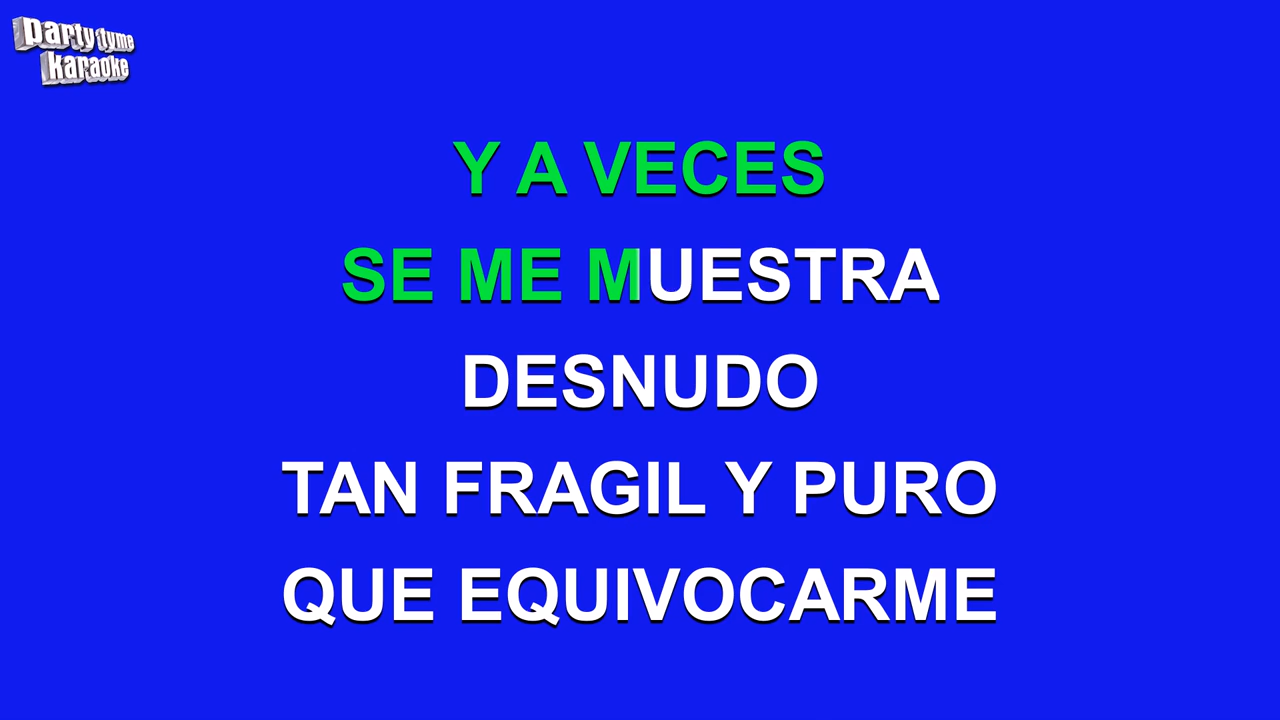 party tyme
karaoke
Y A VECES
SE ME MUESTRA
DESNUDO
TAN FRAGIL Y PURO
QUE EQUIVOCARME